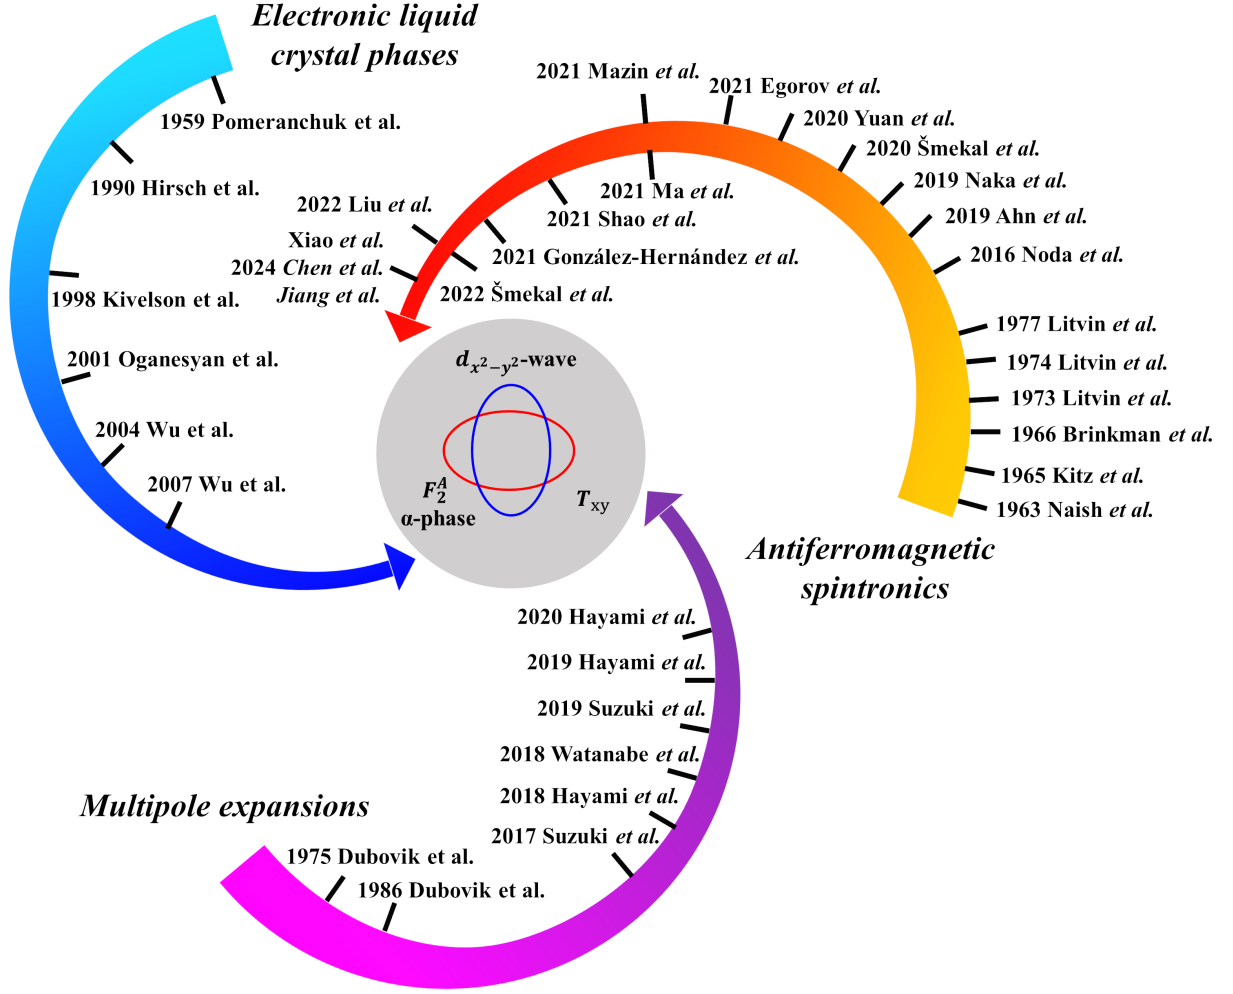 Electronic liquid
crystal phases
1959 Pomeranchuk et al.
1990 Hirsch et al.
1998 Kivelson et al.
2001 Oganesyan et al.
2004 Wu et al.
2007 Wu et al.
2021 Mazin et al.
2021 Egorov et al.
2020 Yuan et al.
2020 Šmekal et al.
2019 Naka et al.
2019 Ahn et al.
2016 Noda et al.
1977 Litvin et al.
1974 Litvin et al.
1973 Litvin et al.
1966 Brinkman et al.
1965 Kitz et al.
1963 Naish et al.
2021 Ma et al.
2021 Shao et al.
2021 González-Hernández et al.
2022 Šmekal et al.
2022 Liu et al.
Xiao et al.
2024 Chen et al.
Jiang et al.
Antiferromagnetic
spintronics
dx²−y²-wave
F₂ᴬ
α-phase
Txy
2020 Hayami et al.
2019 Hayami et al.
2019 Suzuki et al.
2018 Watanabe et al.
2018 Hayami et al.
2017 Suzuki et al.
Multipole expansions
1975 Dubovik et al.
1986 Dubovik et al.